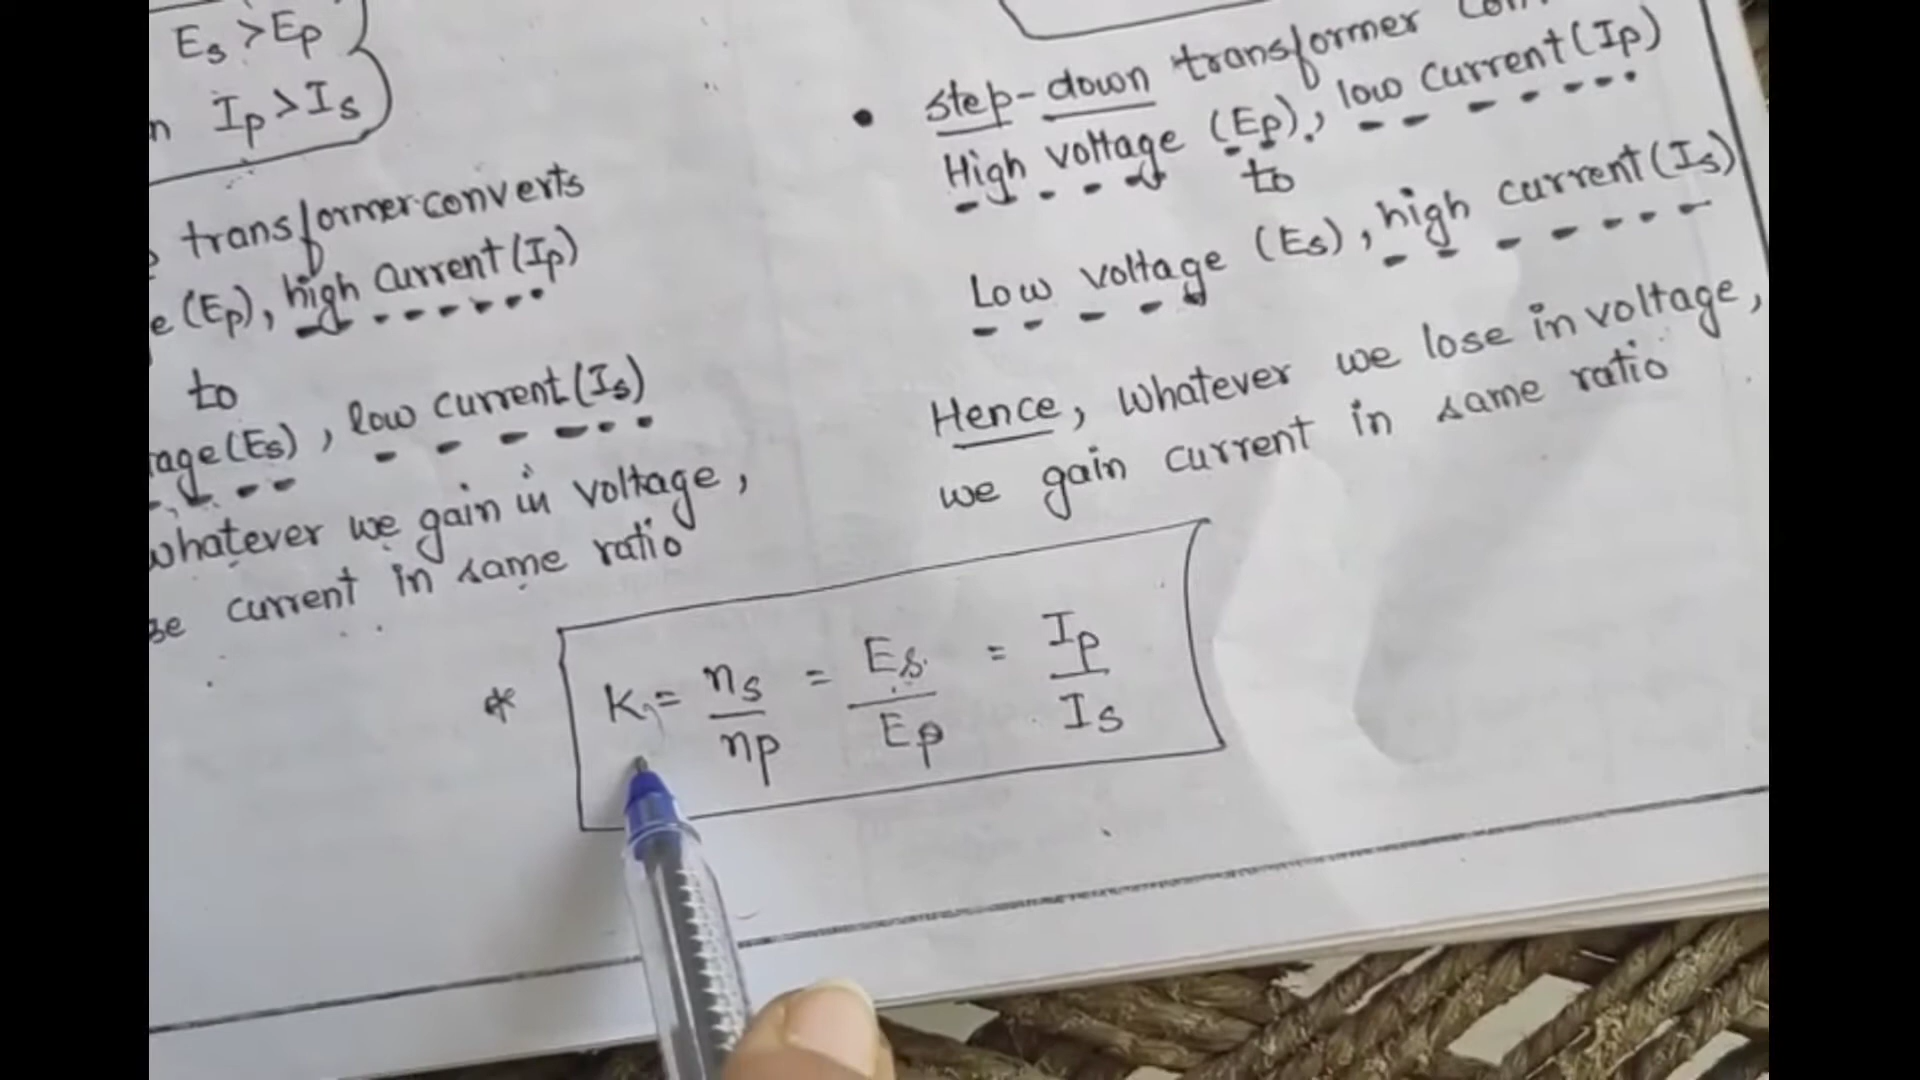 Es > Ep
Ip > Is
transformer converts
(Ep), high current (Ip)
to
(Es), low current (Is)
whatever we gain in voltage,
current in same ratio
• step-down transformer
High voltage (Ep), low current (Ip)
to
Low voltage (Es), high current (Is)
Hence, whatever we lose in voltage,
we gain current in same ratio
* K = ns/np = Es/Ep = Ip/Is